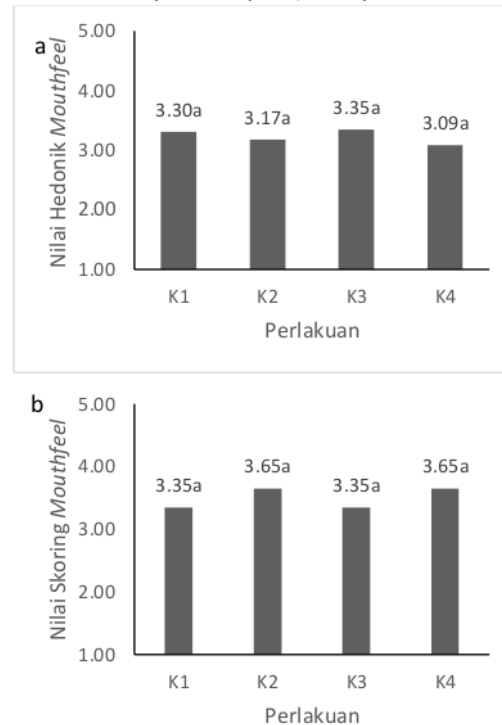 a
Nilai Hedonik Mouthfeel
5.00
4.00
3.00
2.00
1.00
3.30a
3.17a
3.35a
3.09a
K1 K2 K3 K4
Perlakuan
b
Nilai Skoring Mouthfeel
5.00
4.00
3.00
2.00
1.00
3.35a
3.65a
3.35a
3.65a
K1 K2 K3 K4
Perlakuan